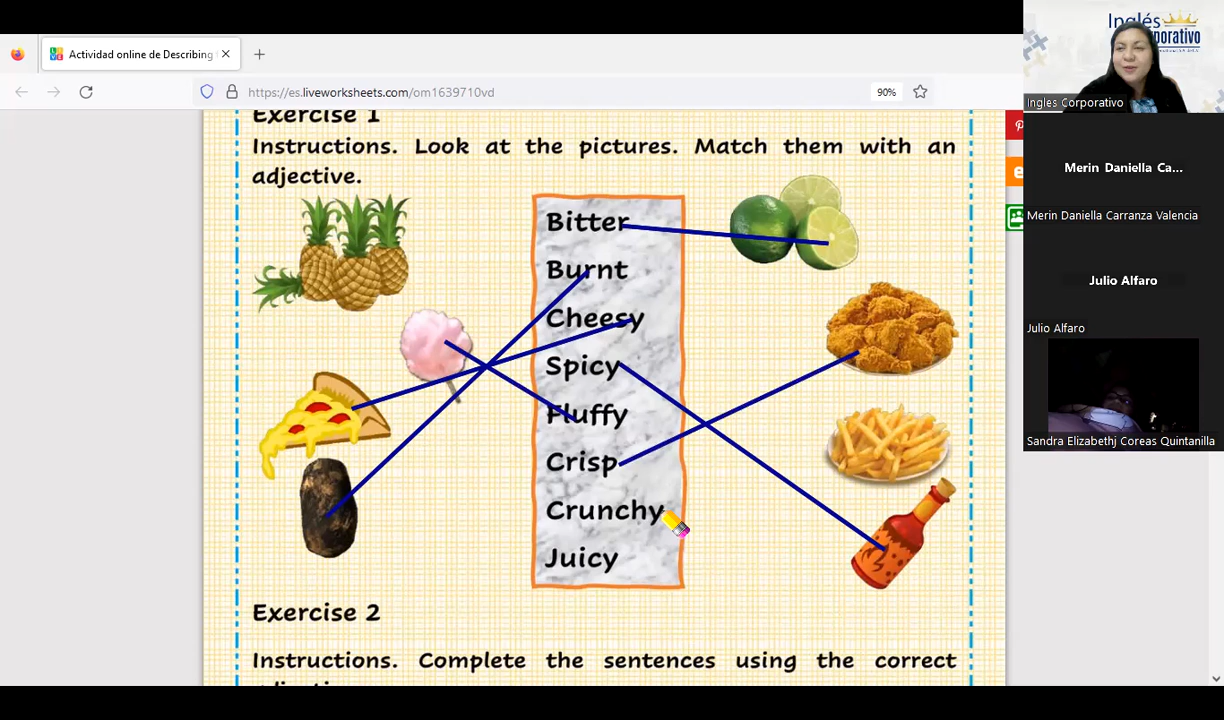 Actividad online de Describing
https://es.liveworksheets.com/om1639710vd
90%
Exercise 1
Instructions. Look at the pictures. Match them with an
adjective.
Bitter
Burnt
Cheesy
Spicy
Fluffy
Crisp
Crunchy
Juicy
Exercise 2
Instructions. Complete the sentences using the correct
Inglés
Ingles Corporativo
Merin Daniella Ca...
Merin Daniella Carranza Valencia
Julio Alfaro
Julio Alfaro
Sandra Elizabethj Coreas Quintanilla